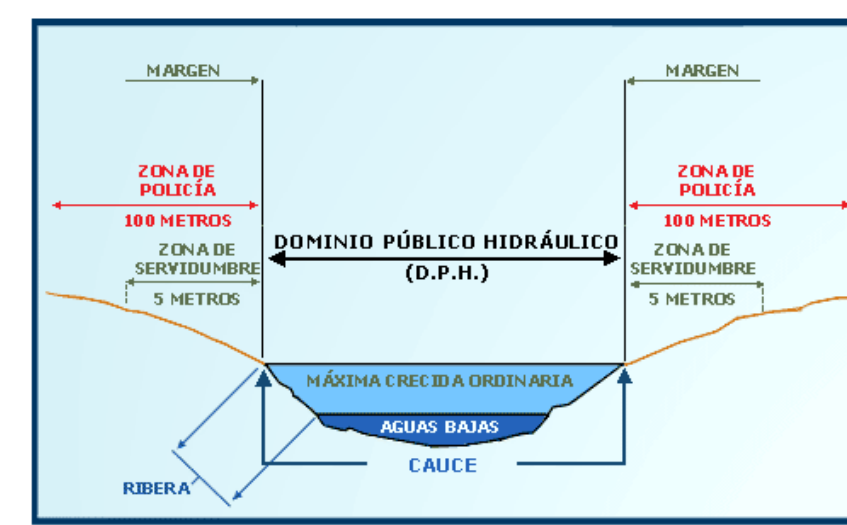 MARGEN
MARGEN
ZONA DE
POLICÍA
100 METROS
ZONA DE
POLICÍA
100 METROS
DOMINIO PÚBLICO HIDRÁULICO
(D.P.H.)
ZONA DE
SERVIDUMBRE
5 METROS
ZONA DE
SERVIDUMBRE
5 METROS
MÁXIMA CRECIDA ORDINARIA
AGUAS BAJAS
CAUCE
RIBERA